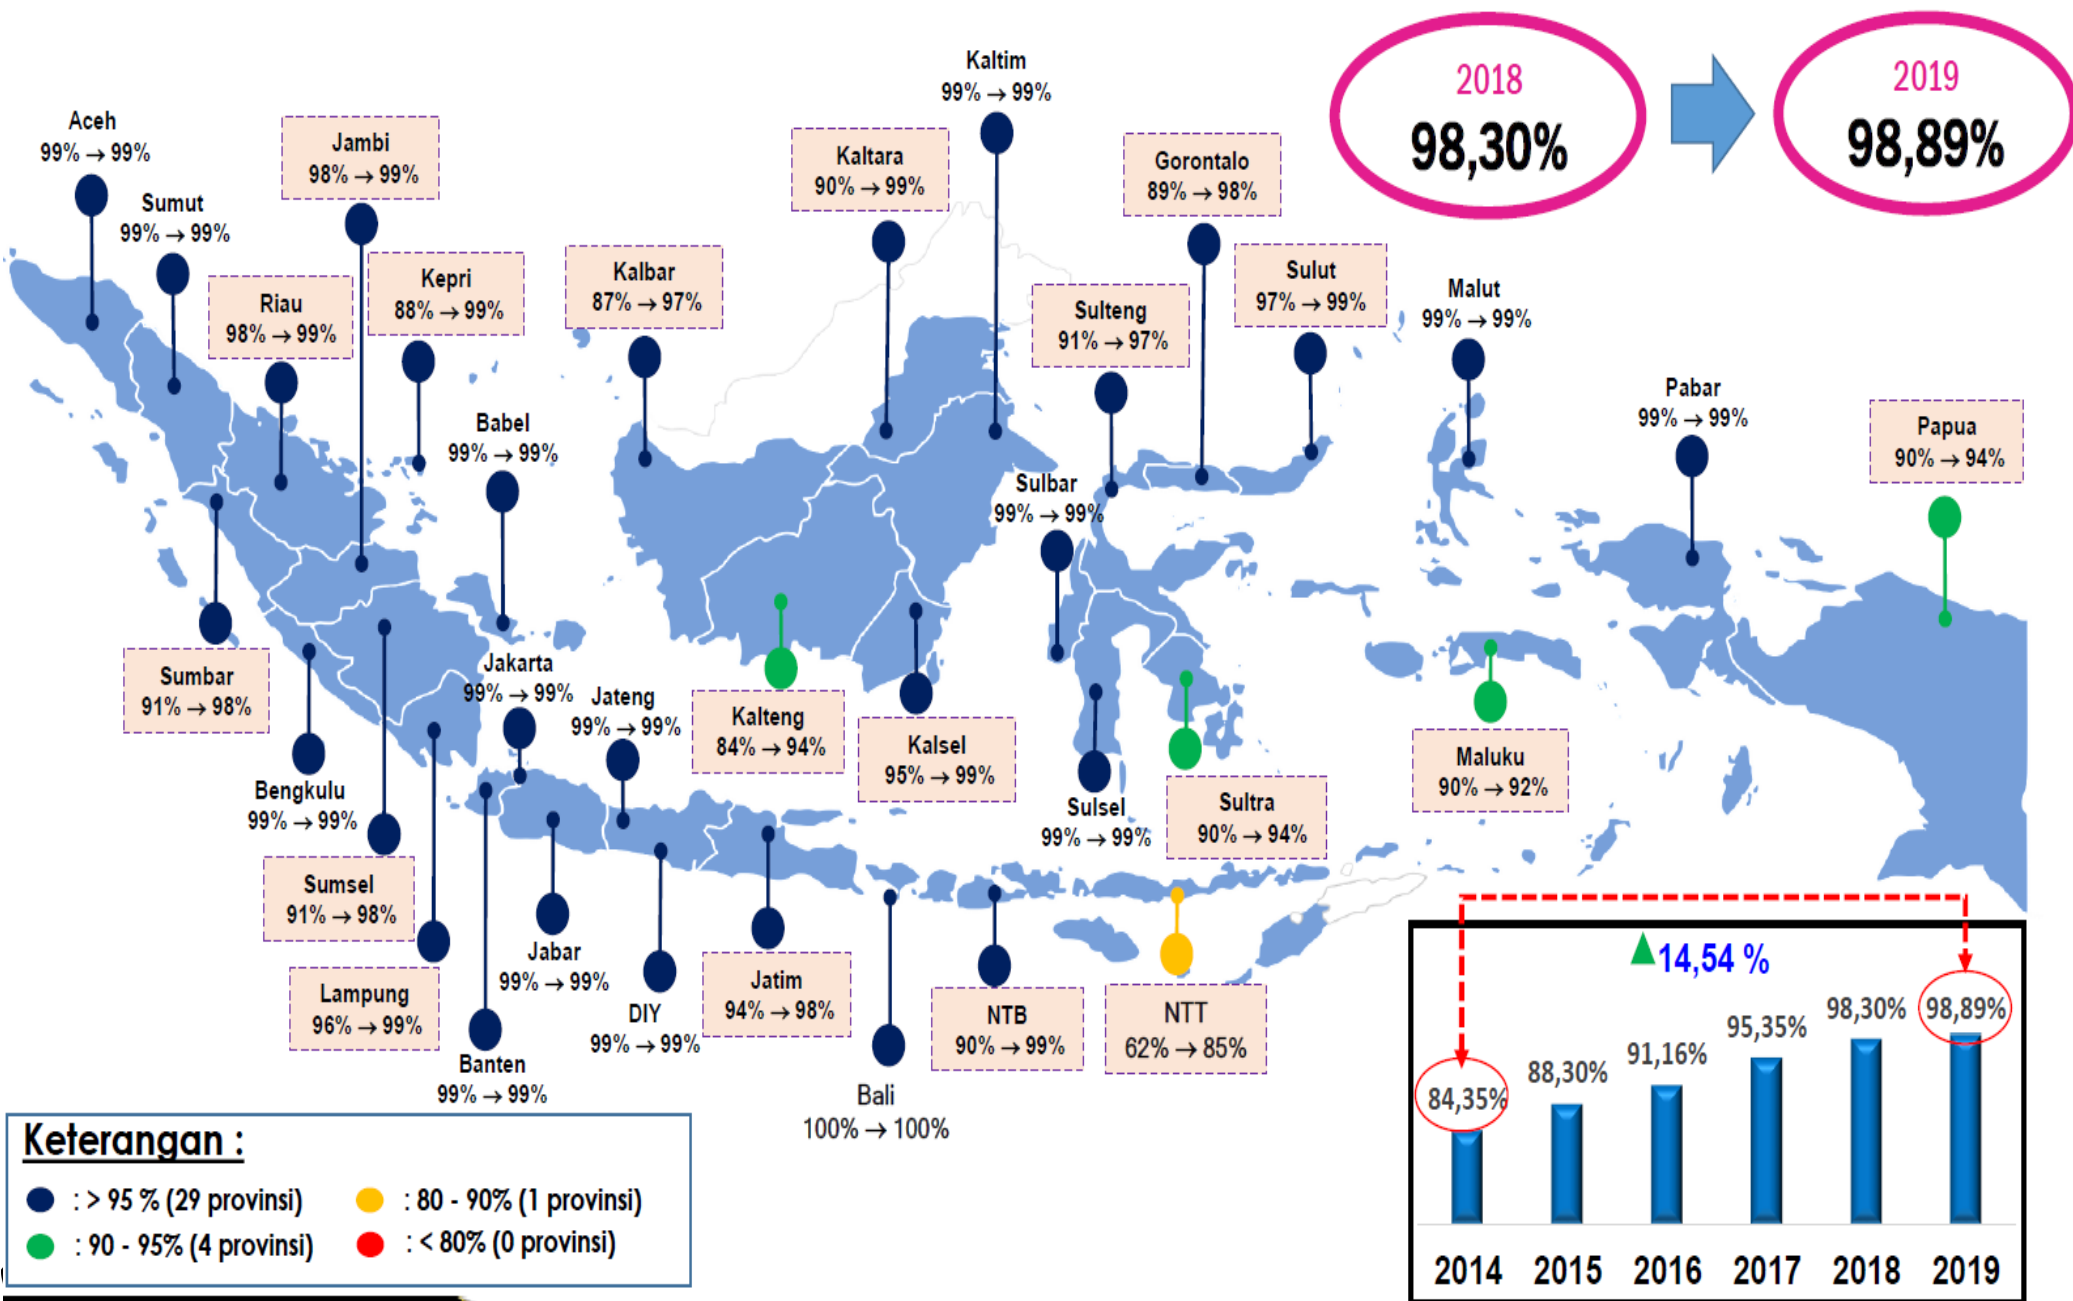 2018
98,30%
2019
98,89%
Kaltim
99% → 99%
Aceh
99% → 99%
Jambi
98% → 99%
Kaltara
90% → 99%
Gorontalo
89% → 98%
Sumut
99% → 99%
Kepri
88% → 99%
Kalbar
87% → 97%
Sulut
97% → 99%
Riau
98% → 99%
Sulteng
91% → 97%
Malut
99% → 99%
Pabar
99% → 99%
Papua
90% → 94%
Babel
99% → 99%
Sulbar
99% → 99%
Sumbar
91% → 98%
Jakarta
99% → 99%
Jateng
99% → 99%
Kalteng
84% → 94%
Kalsel
95% → 99%
Maluku
90% → 92%
Bengkulu
99% → 99%
Sulsel
99% → 99%
Sultra
90% → 94%
Sumsel
91% → 98%
Jabar
99% → 99%
Jatim
94% → 98%
Lampung
96% → 99%
DIY
99% → 99%
NTB
90% → 99%
NTT
62% → 85%
Banten
99% → 99%
Bali
100% → 100%
Keterangan :
: > 95 % (29 provinsi)
: 80 - 90% (1 provinsi)
: 90 - 95% (4 provinsi)
: < 80% (0 provinsi)
14,54 %
84,35%
88,30%
91,16%
95,35%
98,30%
98,89%
2014 2015 2016 2017 2018 2019